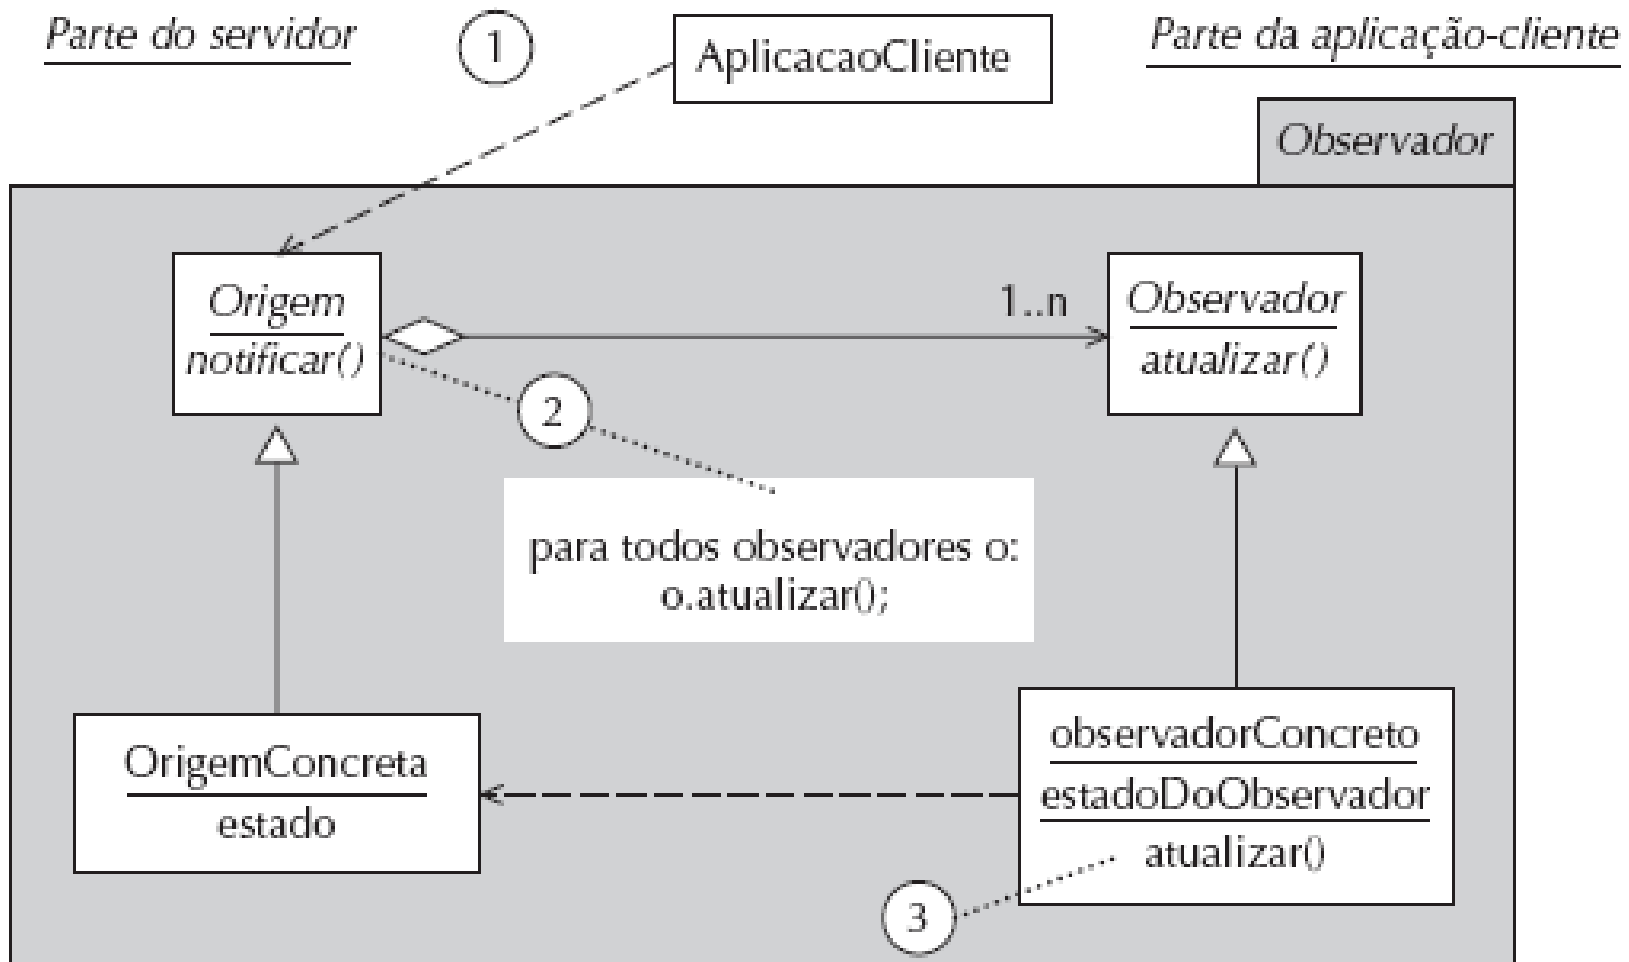 Parte do servidor
1
AplicacaoCliente
Parte da aplicação-cliente
Observador
Origem
notificar()
1..n
Observador
atualizar()
2
para todos observadores o:
o.atualizar();
OrigemConcreta
estado
observadorConcreto
estadoDoObservador
atualizar()
3